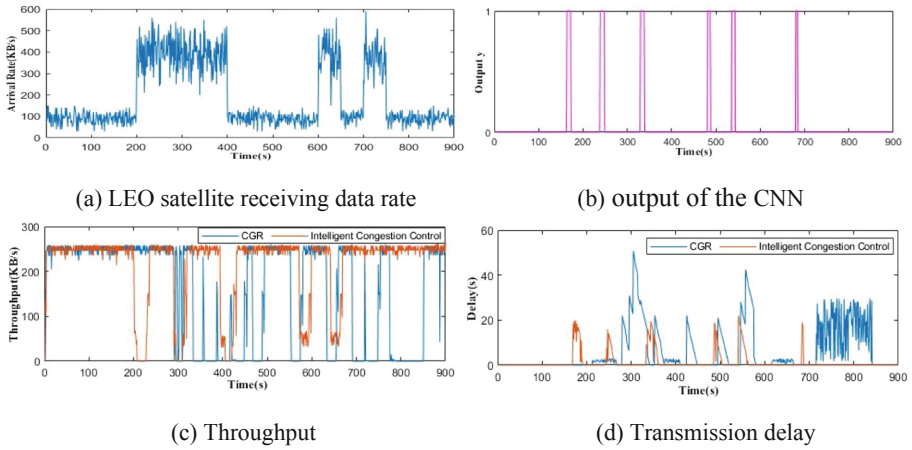 600
500
400
300
200
100
0
Arrival Rate(KB/s)
0 100 200 300 400 500 600 700 800 900
Time(s)
(a) LEO satellite receiving data rate
1
0
Output y
0 100 200 300 400 500 600 700 800 900
Time(s)
(b) output of the CNN
300
200
100
0
Throughput(KB/s)
CGR
Intelligent Congestion Control
0 100 200 300 400 500 600 700 800 900
Time(s)
(c) Throughput
60
40
20
0
Delay(s)
CGR
Intelligent Congestion Control
0 100 200 300 400 500 600 700 800 900
Time(s)
(d) Transmission delay